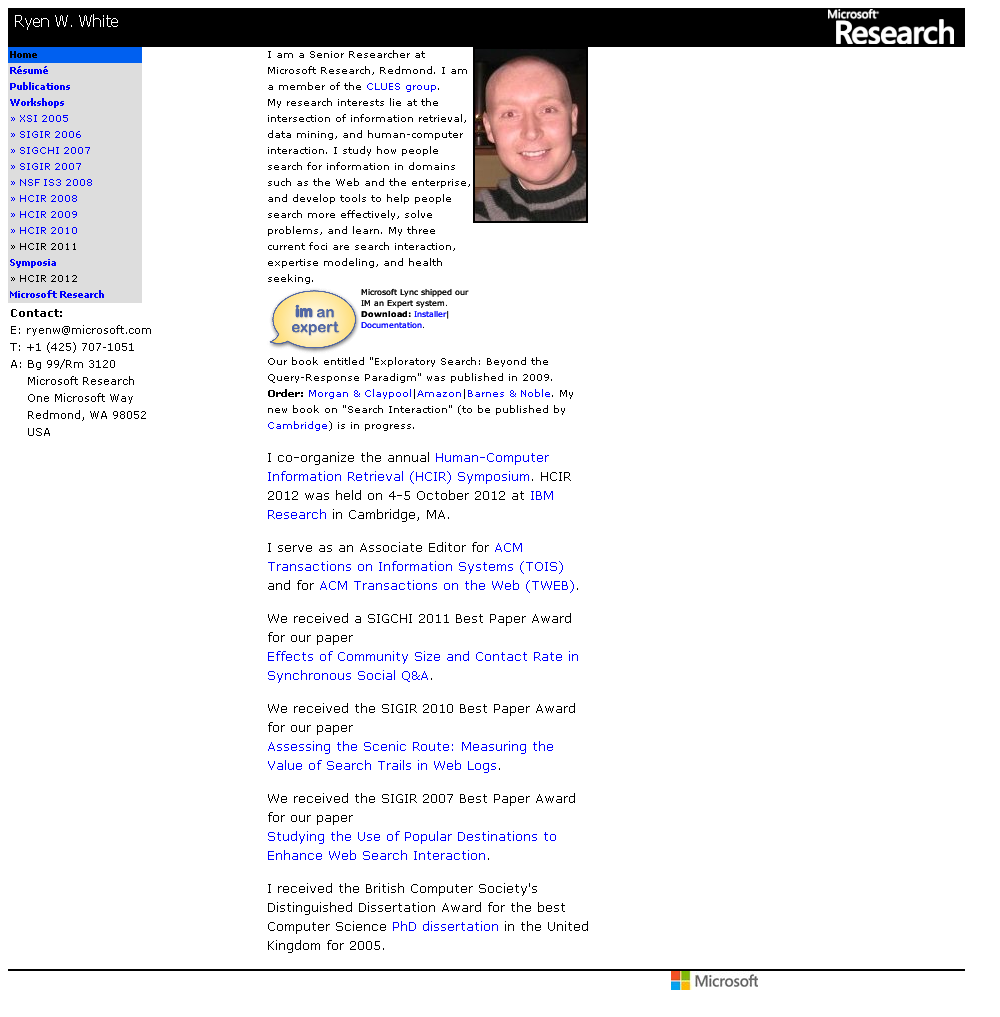 Ryen W. White
Microsoft
Research
Home
Résumé
Publications
Workshops
» XSI 2005
» SIGIR 2006
» SIGCHI 2007
» SIGIR 2007
» NSF IS3 2008
» HCIR 2008
» HCIR 2009
» HCIR 2010
» HCIR 2011
Symposia
» HCIR 2012
Microsoft Research
Contact:
E: ryenw@microsoft.com
T: +1 (425) 707-1051
A: Bg 99/Rm 3120
Microsoft Research
One Microsoft Way
Redmond, WA 98052
USA
I am a Senior Researcher at
Microsoft Research, Redmond. I am
a member of the CLUES group.
My research interests lie at the
intersection of information retrieval,
data mining, and human-computer
interaction. I study how people
search for information in domains
such as the Web and the enterprise,
and develop tools to help people
search more effectively, solve
problems, and learn. My three
current foci are search interaction,
expertise modeling, and health
seeking.
im an
expert
Microsoft Lync shipped our
IM an Expert system.
Download: Installer|
Documentation.
Our book entitled "Exploratory Search: Beyond the
Query-Response Paradigm" was published in 2009.
Order: Morgan & Claypool|Amazon|Barnes & Noble. My
new book on "Search Interaction" (to be published by
Cambridge) is in progress.
I co-organize the annual Human-Computer
Information Retrieval (HCIR) Symposium. HCIR
2012 was held on 4-5 October 2012 at IBM
Research in Cambridge, MA.
I serve as an Associate Editor for ACM
Transactions on Information Systems (TOIS)
and for ACM Transactions on the Web (TWEB).
We received a SIGCHI 2011 Best Paper Award
for our paper
Effects of Community Size and Contact Rate in
Synchronous Social Q&A.
We received the SIGIR 2010 Best Paper Award
for our paper
Assessing the Scenic Route: Measuring the
Value of Search Trails in Web Logs.
We received the SIGIR 2007 Best Paper Award
for our paper
Studying the Use of Popular Destinations to
Enhance Web Search Interaction.
I received the British Computer Society's
Distinguished Dissertation Award for the best
Computer Science PhD dissertation in the United
Kingdom for 2005.
Microsoft